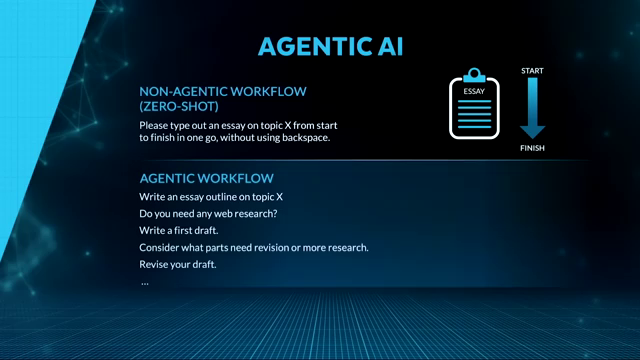 AGENTIC AI
NON-AGENTIC WORKFLOW
(ZERO-SHOT)
Please type out an essay on topic X from start
to finish in one go, without using backspace.
ESSAY
START
FINISH
AGENTIC WORKFLOW
Write an essay outline on topic X
Do you need any web research?
Write a first draft.
Consider what parts need revision or more research.
Revise your draft.
...